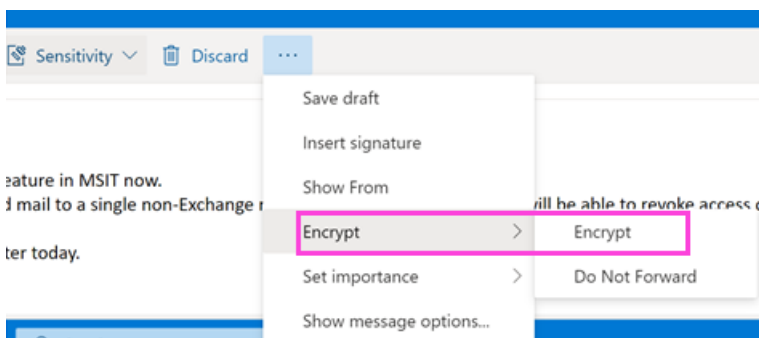 Sensitivity Discard ...
Save draft
Insert signature
eature in MSIT now.
Show From
d mail to a single non-Exchange will be able to revoke access
Encrypt Encrypt
ter today.
Set importance Do Not Forward
Show message options...